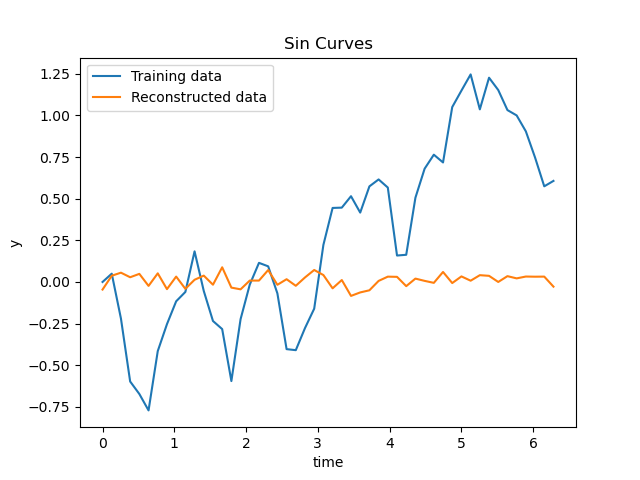 Sin Curves
Training data
Reconstructed data
1.25
1.00
0.75
0.50
0.25
0.00
−0.25
−0.50
−0.75
y
0 1 2 3 4 5 6
time